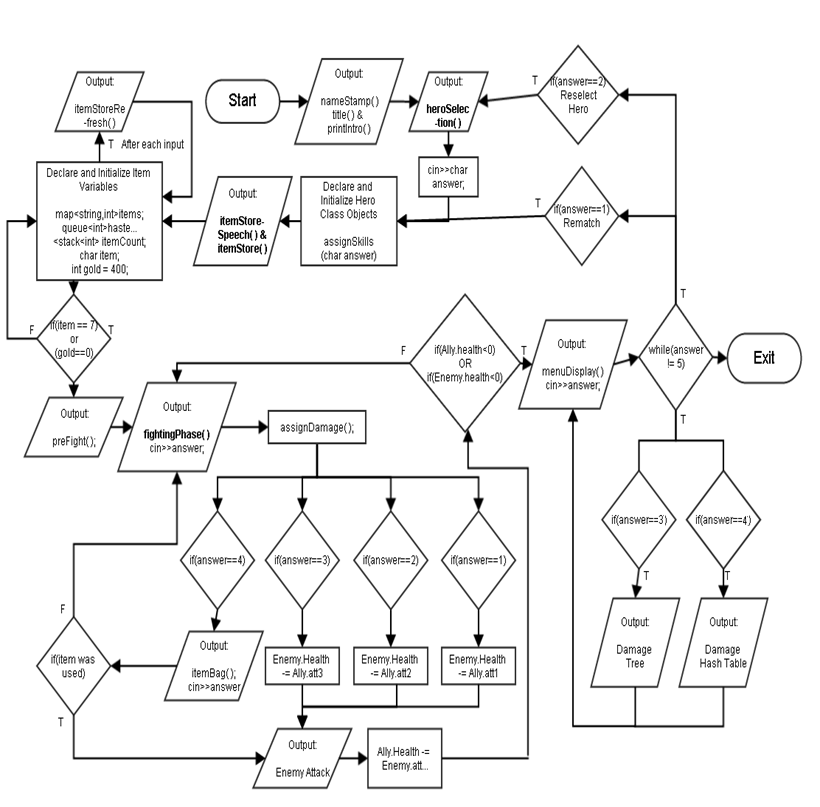 Output:
itemStoreRe
-fresh()
T After each input
Start
Output:
nameStamp()
title() &
printIntro()
Output:
heroSelec
-tion()
T
if(answer==2)
Reselect
Hero
cin>>char
answer;
Declare and Initialize Item
Variables
map<string,int>items;
queue<int>haste...
<stack<int> itemCount;
char item;
int gold = 400;
Output:
itemStore-
Speech() &
itemStore()
Declare and
Initialize Hero
Class Objects
assignSkills
(char answer)
T
if(answer==1)
Rematch
T
F
if(item == 7)
or
(gold==0)
T
F
if(Ally.health<0)
OR
if(Enemy.health<0)
T
Output:
menuDisplay()
cin>>answer;
while(answer
!= 5)
Exit
T
Output:
preFight();
Output:
fightingPhase()
cin>>answer;
assignDamage();
if(answer==4)
if(answer==3)
if(answer==2)
if(answer==1)
if(answer==3)
if(answer==4)
T
T
F
if(item was
used)
T
Output:
itemBag();
cin>>answer
Enemy.Health
-= Ally.att3
Enemy.Health
-= Ally.att2
Enemy.Health
-= Ally.att1
Output:
Damage
Tree
Output:
Damage
Hash Table
Output:
Enemy Attack
Ally.Health -=
Enemy.att...